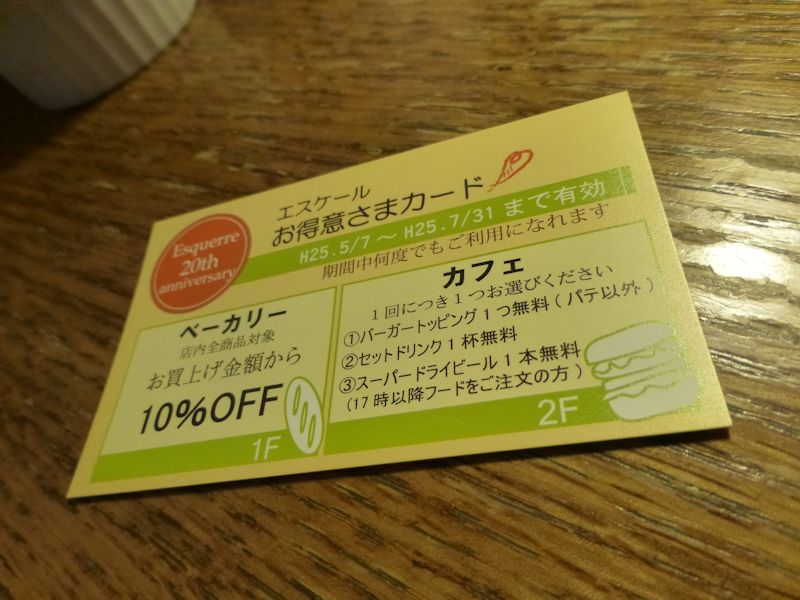 Esquerre
20th
anniversary
エスケール
お得意さまカード
H25.5/7～H25.7/31まで有効
期間中何度でもご利用になれます
ベーカリー
店内全商品対象
お買上げ金額から
10%OFF
1F
カフェ
1回につき1つお選びください
①バーガートッピング1つ無料(パテ以外)
②セットドリンク1杯無料
③スーパードライビール1本無料
(17時以降フードをご注文の方)
2F